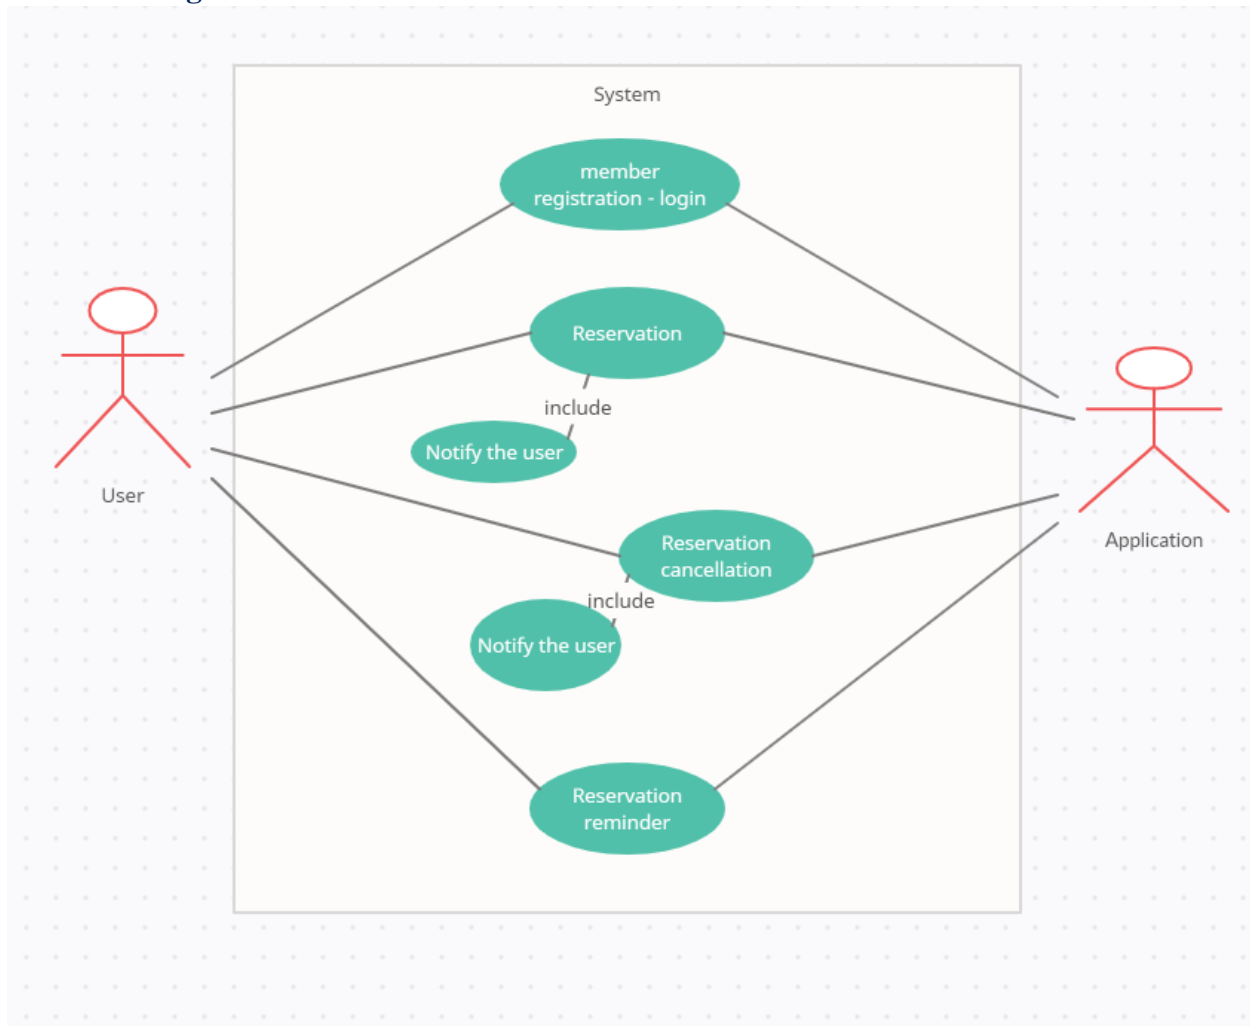 System
member
registration - login
Reservation
include
Notify the user
User
Reservation
cancellation
Application
include
Notify the user
Reservation
reminder